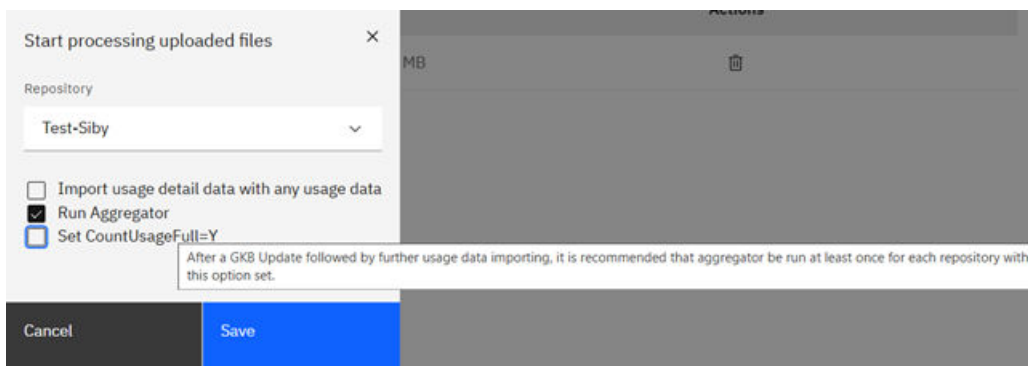 Actions
Start processing uploaded files
MB
Repository
Test-Siby
Import usage detail data with any usage data
Run Aggregator
Set CountUsageFull=Y
After a GKB Update followed by further usage data importing, it is recommended that aggregator be run at least once for each repository with
this option set.
Cancel
Save